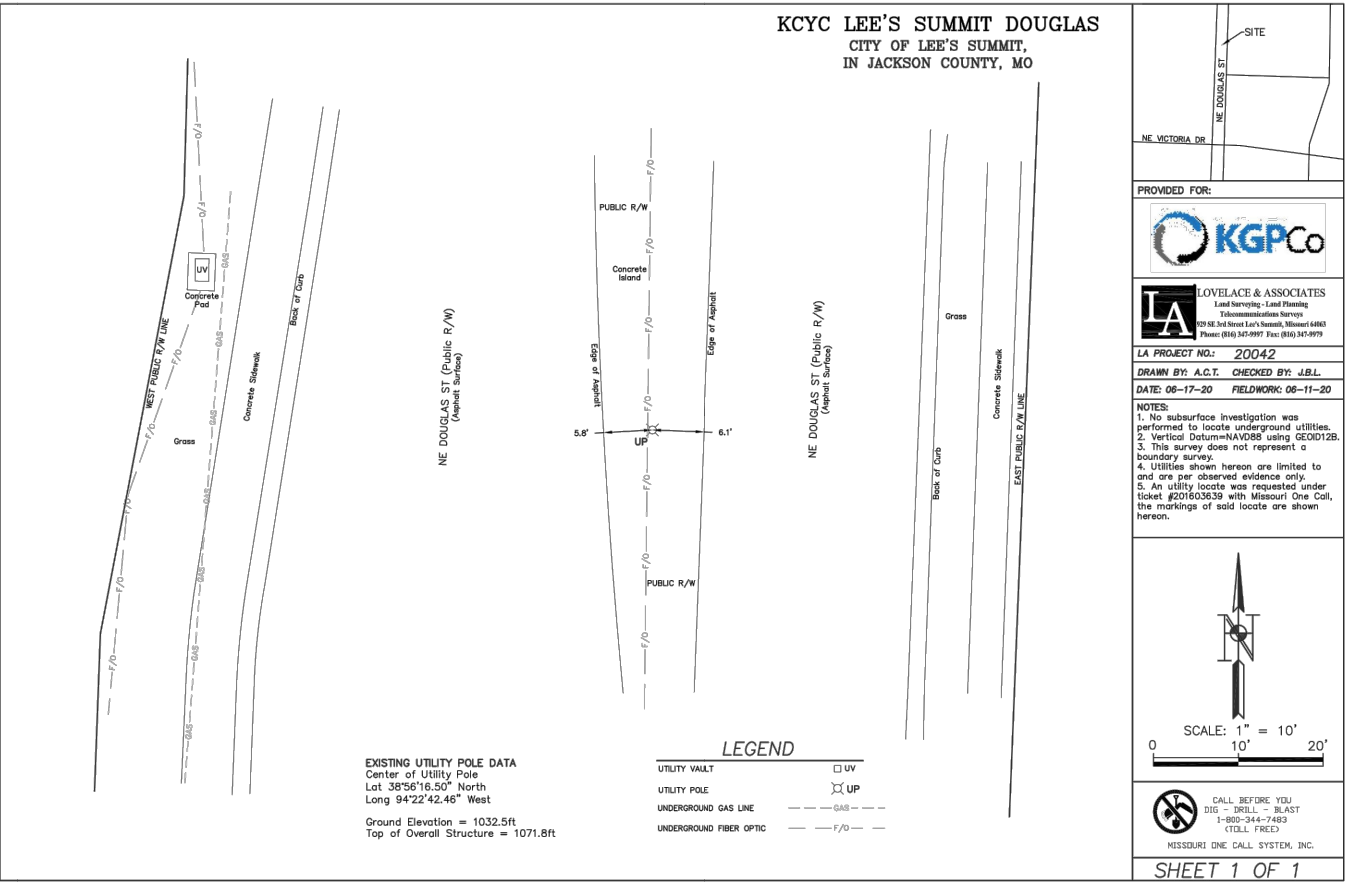 KCYC LEE'S SUMMIT DOUGLAS
CITY OF LEE'S SUMMIT,
IN JACKSON COUNTY, MO
F/O
F/O
UV
Concrete
Pad
GAS
GAS
WEST PUBLIC R/W LINE
F/O
F/O
Grass
GAS
GAS
F/O
F/O
GAS
F/O
GAS
GAS
Concrete Sidewalk
Back of Curb
NE DOUGLAS ST (Public R/W)
(Asphalt Surface)
F/O
PUBLIC R/W
F/O
Concrete
Island
F/O
Edge of Asphalt
Edge of Asphalt
F/O
5.8'
UP
6.1'
F/O
F/O
PUBLIC R/W
F/O
NE DOUGLAS ST (Public R/W)
(Asphalt Surface)
Grass
Back of Curb
Concrete Sidewalk
EAST PUBLIC R/W LINE
EXISTING UTILITY POLE DATA
Center of Utility Pole
Lat 38°56'16.50" North
Long 94°22'42.46" West
Ground Elevation = 1032.5ft
Top of Overall Structure = 1071.8ft
LEGEND
UTILITY VAULT UV
UTILITY POLE UP
UNDERGROUND GAS LINE GAS
UNDERGROUND FIBER OPTIC F/O
SITE
NE DOUGLAS ST
NE VICTORIA DR
PROVIDED FOR:
KGPCo
LA
LOVELACE & ASSOCIATES
Land Surveying - Land Planning
Telecommunications Surveys
929 SE 3rd Street Lee's Summit, Missouri 64063
Phone: (816) 347-9997 Fax: (816) 347-9979
LA PROJECT NO.: 20042
DRAWN BY: A.C.T. CHECKED BY: J.B.L.
DATE: 06-17-20 FIELDWORK: 06-11-20
NOTES:
1. No subsurface investigation was
performed to locate underground utilities.
2. Vertical Datum=NAVD88 using GEOID12B.
3. This survey does not represent a
boundary survey.
4. Utilities shown hereon are limited to
and are per observed evidence only.
5. An utility locate was requested under
ticket #201603639 with Missouri One Call,
the markings of said locate are shown
hereon.
N
SCALE: 1" = 10'
0 10' 20'
CALL BEFORE YOU
DIG - DRILL - BLAST
1-800-344-7483
(TOLL FREE)
MISSOURI ONE CALL SYSTEM, INC.
SHEET 1 OF 1